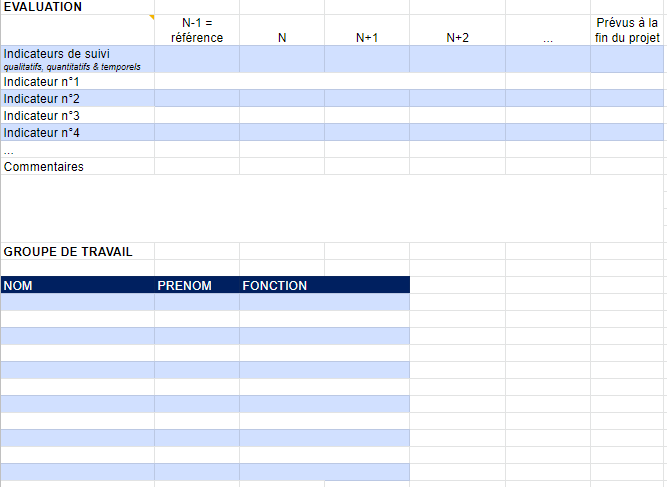 EVALUATION
N-1 =
référence
N
N+1
N+2
...
Prévus à la
fin du projet
Indicateurs de suivi
qualitatifs, quantitatifs & temporels
Indicateur n°1
Indicateur n°2
Indicateur n°3
Indicateur n°4
...
Commentaires
GROUPE DE TRAVAIL
NOM PRENOM FONCTION